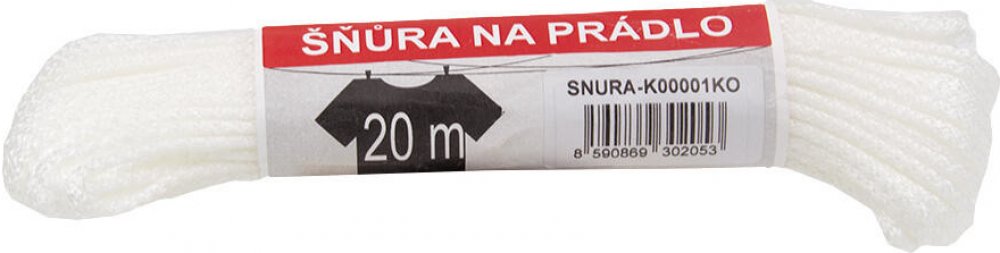 ŠŇŮRA NA PRÁDLO
20 m
SNURA-K00001KO
8 590869 302053